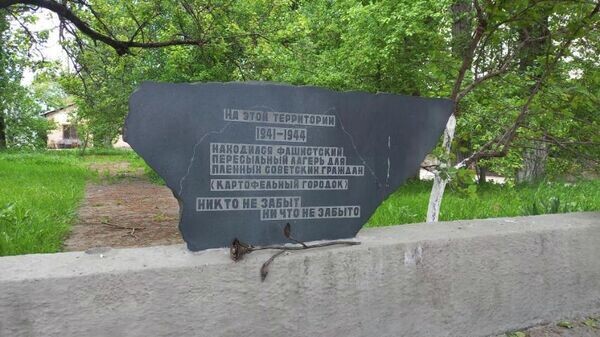 НА ЭТОЙ ТЕРРИТОРИИ
1941-1944
НАХОДИЛСЯ ФАШИСТСКИЙ
ПЕРЕСЫЛЬНЫЙ ЛАГЕРЬ ДЛЯ
ПЛЕННЫХ СОВЕТСКИХ ГРАЖДАН
(КАРТОФЕЛЬНЫЙ ГОРОДОК)
НИКТО НЕ ЗАБЫТ
НИ ЧТО НЕ ЗАБЫТО